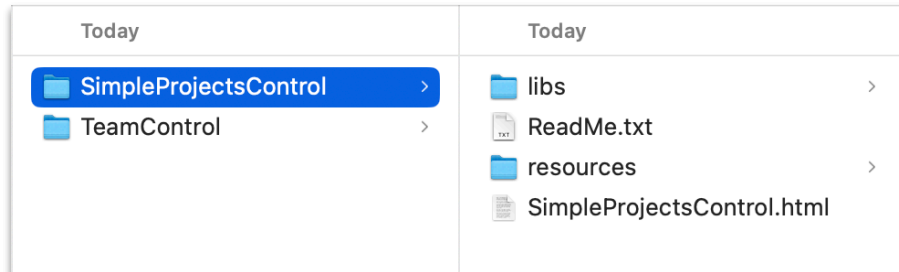 Today
SimpleProjectsControl
TeamControl
Today
libs
TXT
ReadMe.txt
resources
SimpleProjectsControl.html